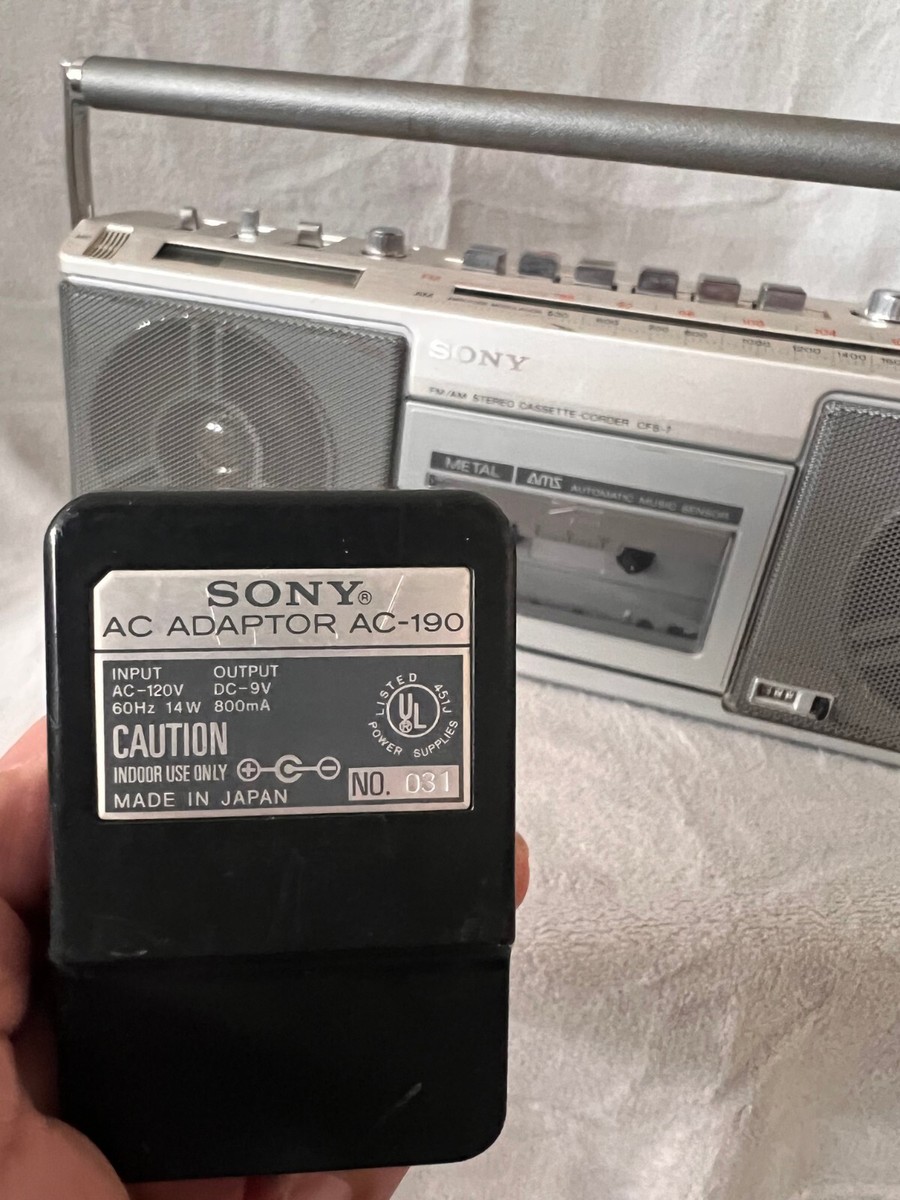 SONY
FM/AM STEREO CASSETTE-CORDER CFS-7
METAL AMS AUTOMATIC MUSIC SENSOR
SONY®
AC ADAPTOR AC-190
INPUT OUTPUT
AC-120V DC-9V
60Hz 14W 800mA
CAUTION
INDOOR USE ONLY
MADE IN JAPAN
LISTED 451J
UL
POWER SUPPLIES
NO. 031